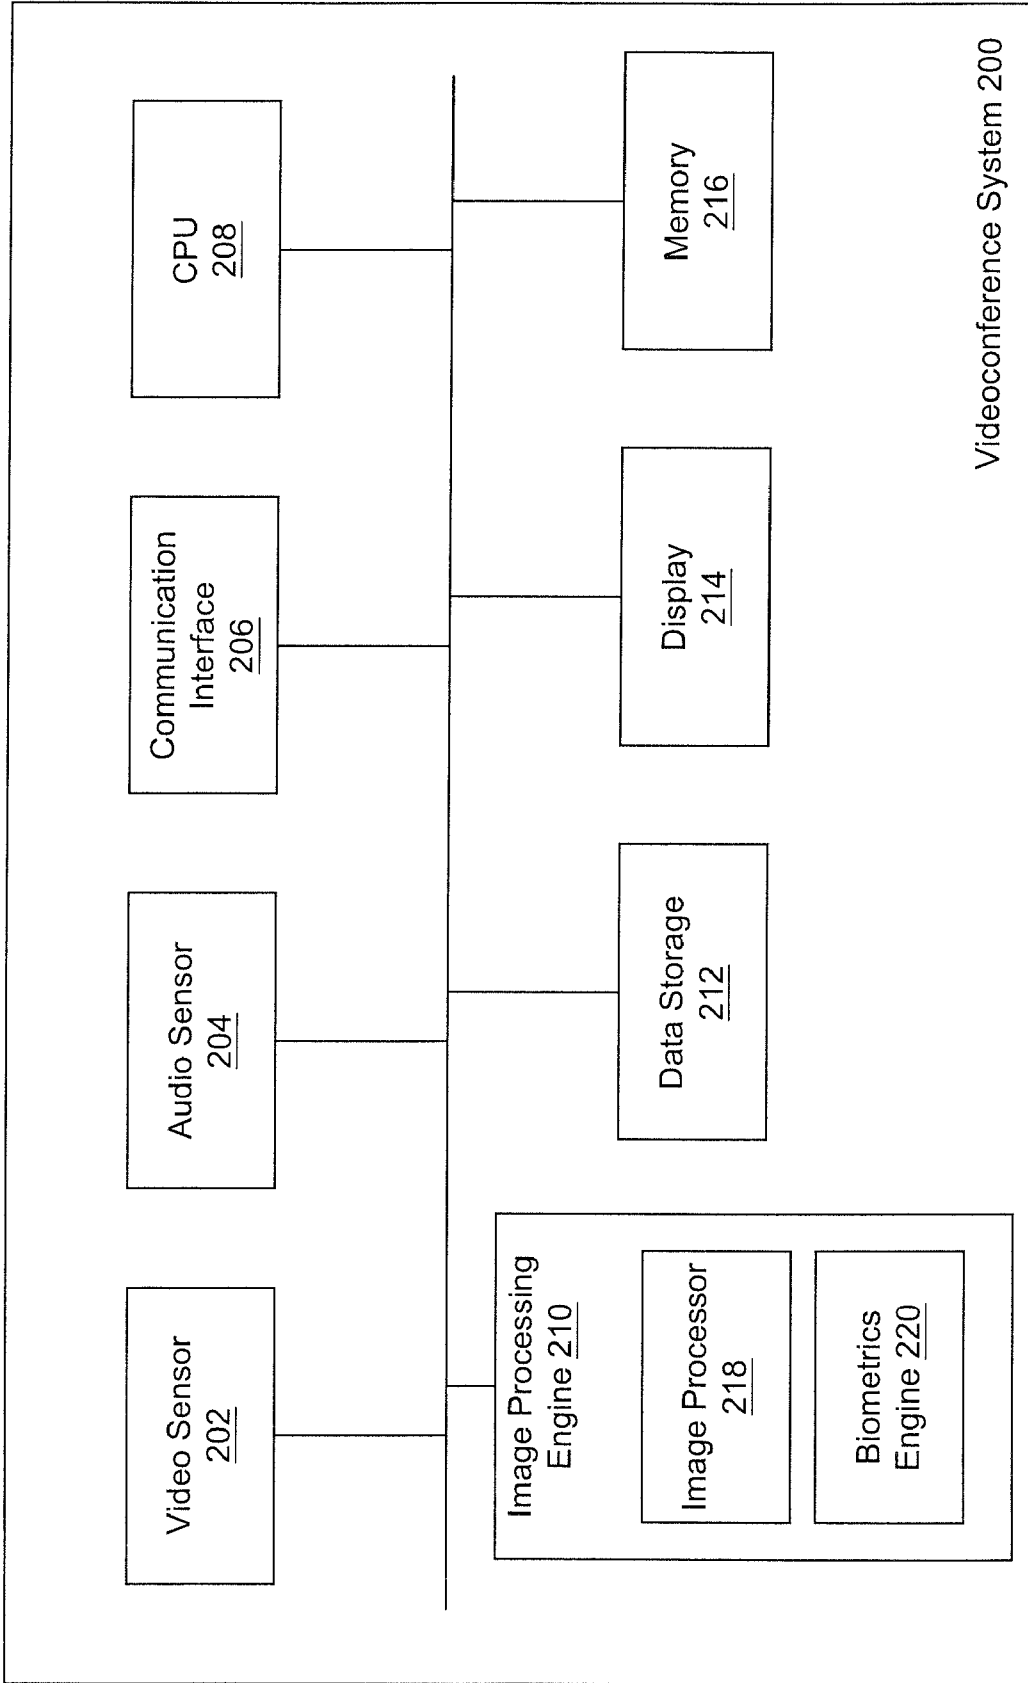 Video Sensor
202
Audio Sensor
204
Communication
Interface
206
CPU
208
Image Processing
Engine 210
Image Processor
218
Biometrics
Engine 220
Data Storage
212
Display
214
Memory
216
Videoconference System 200